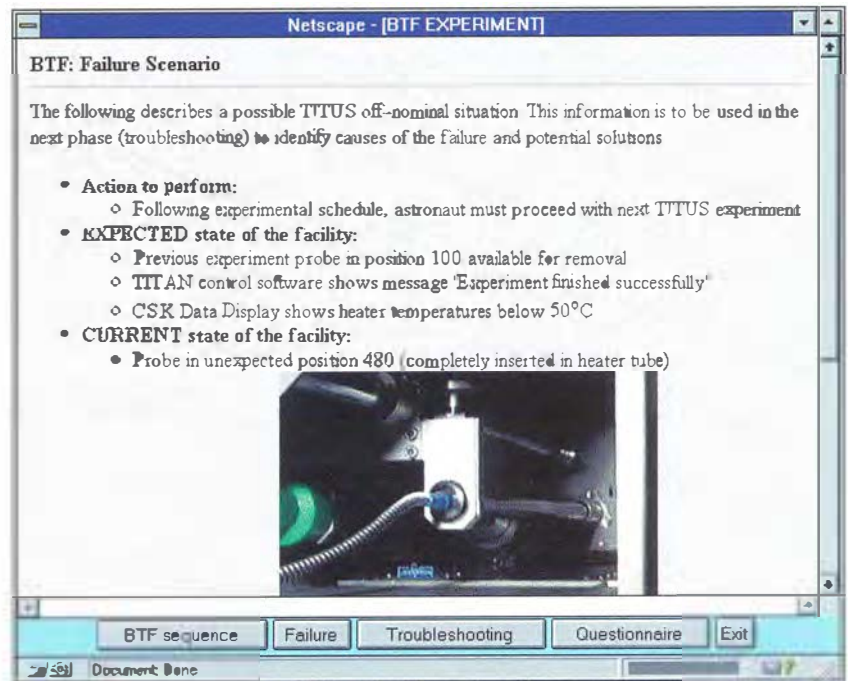 Netscape - [BTF EXPERIMENT]
BTF: Failure Scenario
The following describes a possible TITUS off-nominal situation This information is to be used in the
next phase (troubleshooting) to identify causes of the failure and potential solutions
Action to perform:
Following experimental schedule, astronaut must proceed with next TITUS experiment
EXPECTED state of the facility:
Previous experiment probe in position 100 available for removal
TITAN control software shows message 'Experiment finished successfully'
CSK Data Display shows heater temperatures below 50°C
CURRENT state of the facility:
Probe in unexpected position 480 (completely inserted in heater tube)
BTF sequence Failure Troubleshooting Questionnaire Exit
Document: Done